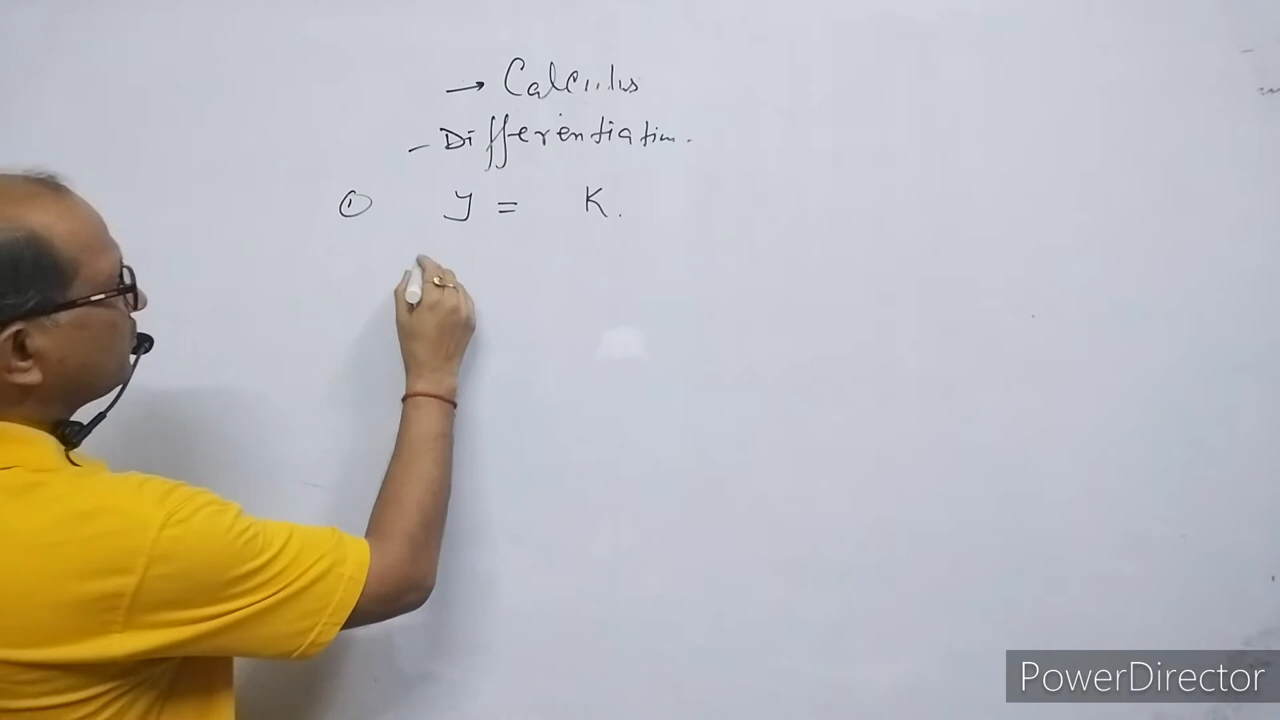 → Calculus
- Differentiation.
① y = K.
PowerDirector